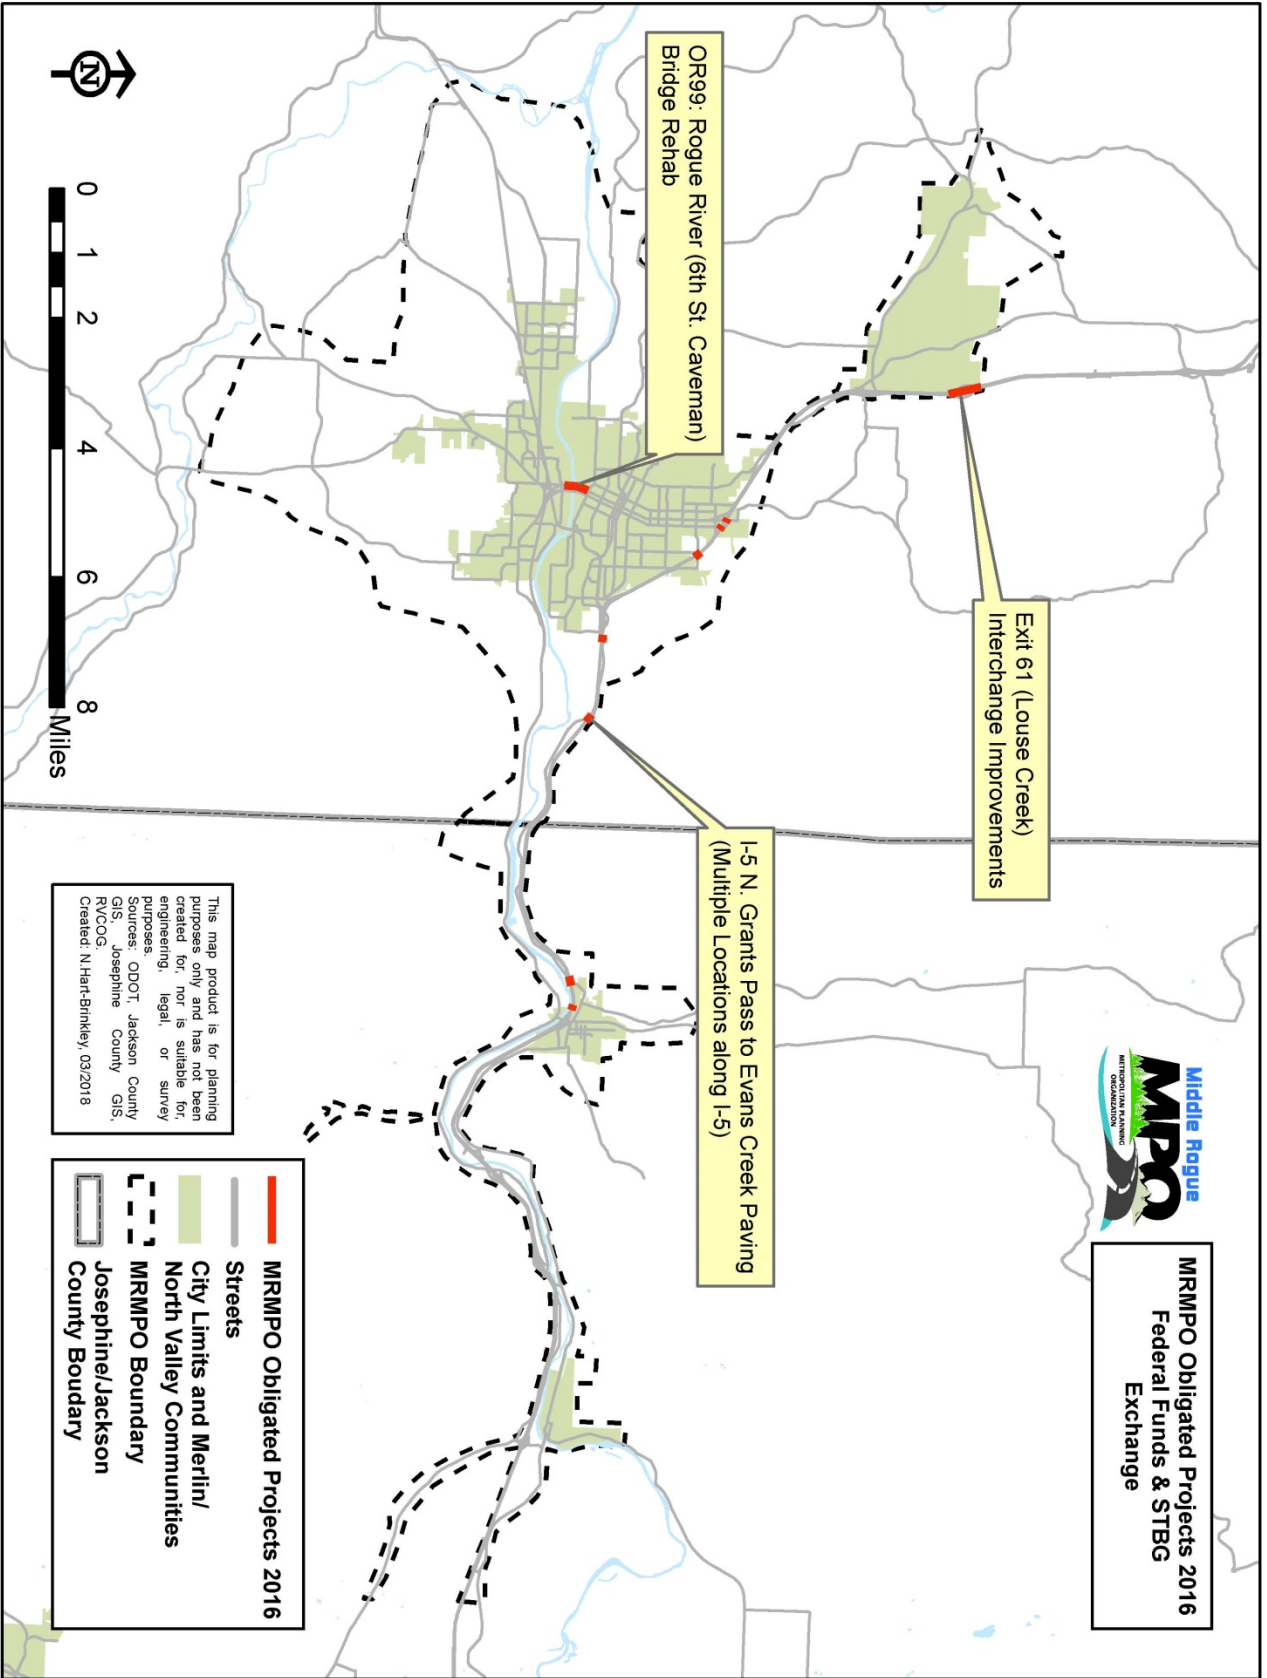 Middle Rogue
MPO
METROPOLITAN PLANNING
ORGANIZATION
MRMPO Obligated Projects 2016
Federal Funds & STBG
Exchange
Exit 61 (Louse Creek)
Interchange Improvements
OR99: Rogue River (6th St. Caveman)
Bridge Rehab
I-5 N. Grants Pass to Evans Creek Paving
(Multiple Locations along I-5)
N
0 1 2 4 6 8
Miles
This map product is for planning
purposes only and has not been
created for, nor is suitable for,
engineering, legal, or survey
purposes.
Sources: ODOT, Jackson County
GIS, Josephine County GIS,
RVCOG.
Created: N.Hart-Brinkley, 03/2018
MRMPO Obligated Projects 2016
Streets
City Limits and Merlin/
North Valley Communities
MRMPO Boundary
Josephine/Jackson
County Boudary